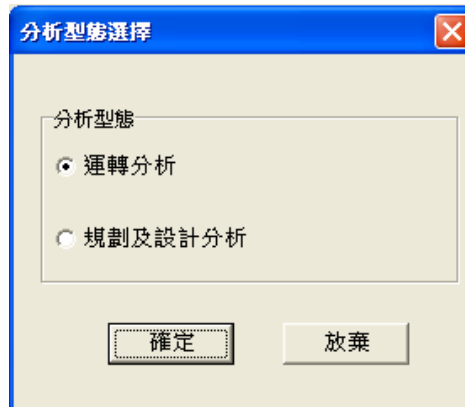 分析型態選擇
分析型態
運轉分析
規劃及設計分析
確定
放棄